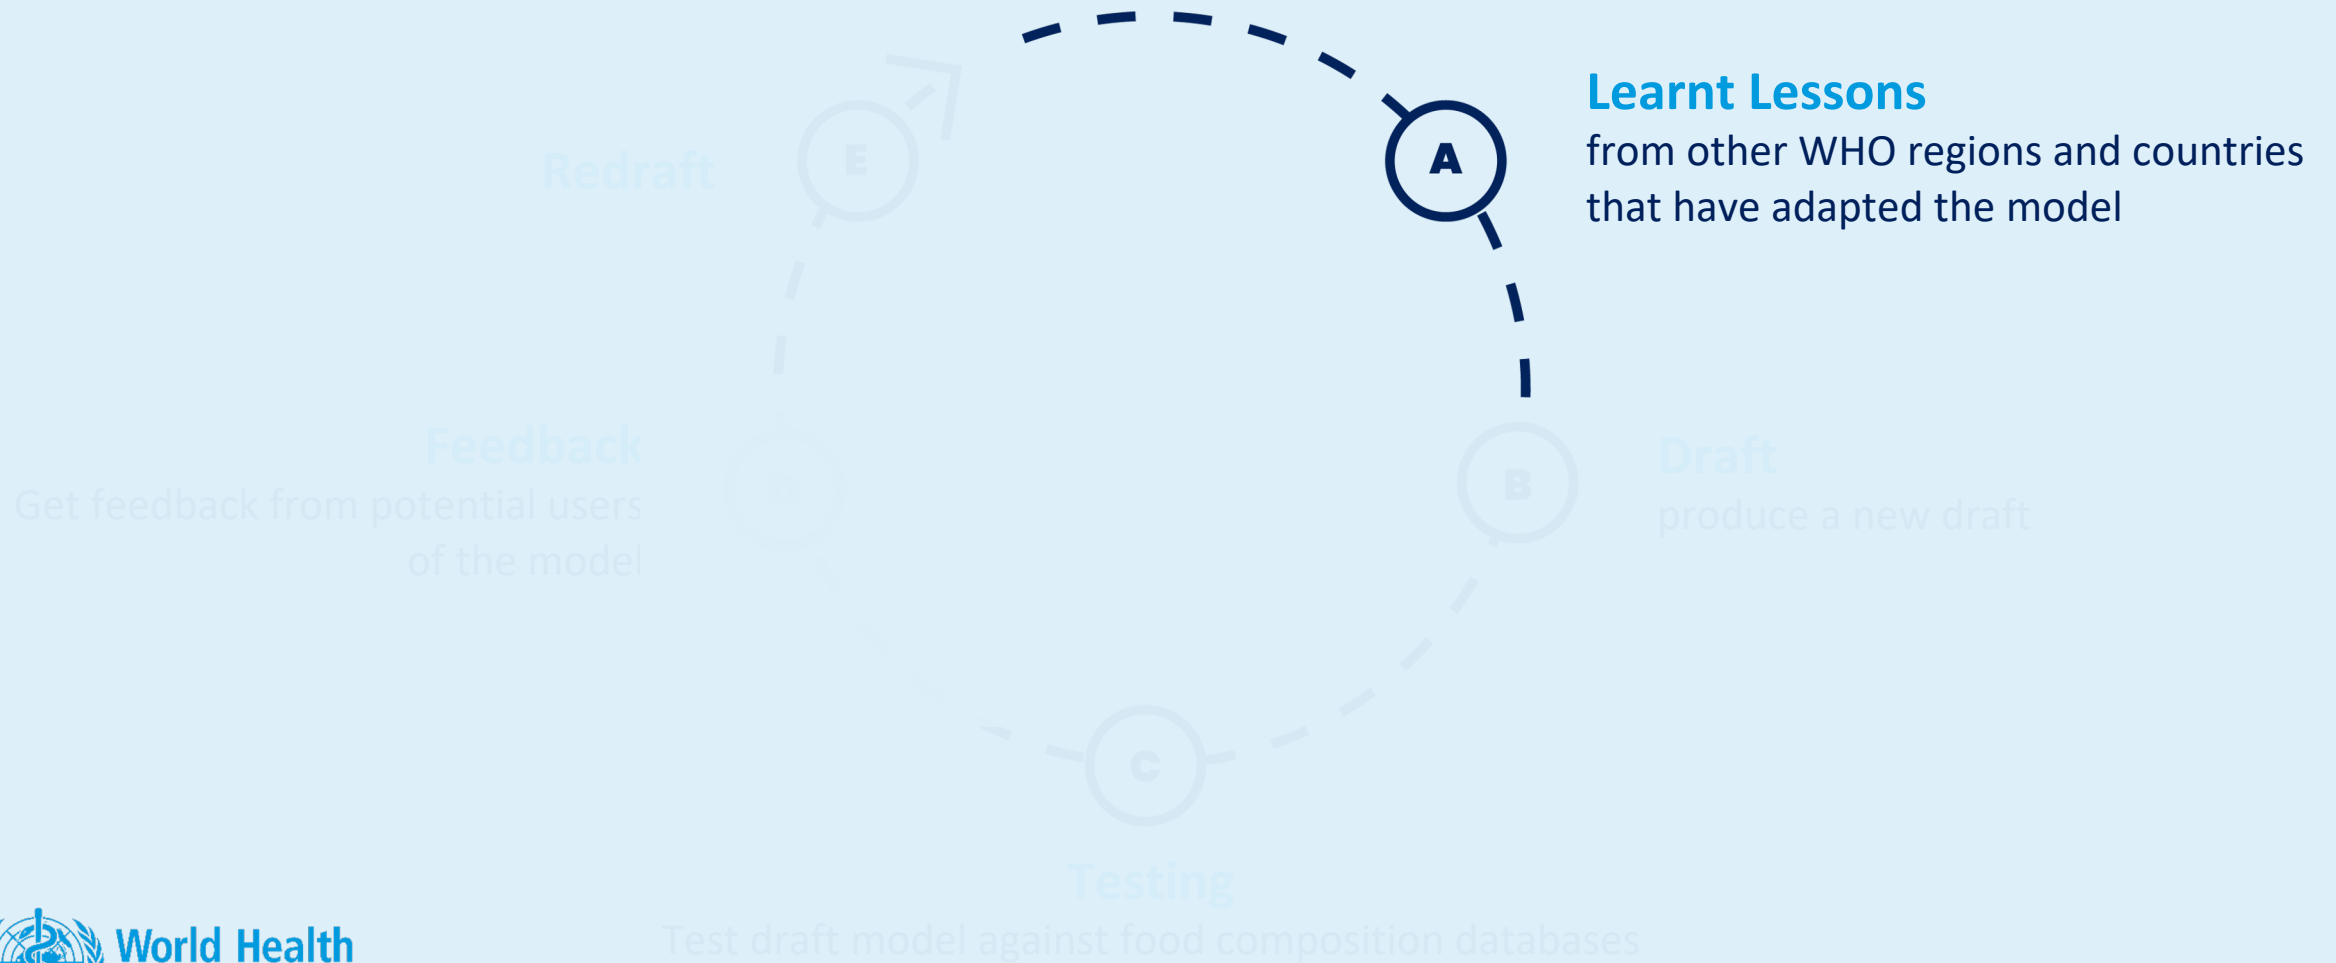 Learnt Lessons
from other WHO regions and countries
that have adapted the model
A
Redraft
E
Feedback
Get feedback from potential users
of the model
D
B
Draft
produce a new draft
C
Testing
Test draft model against food composition databases
World Health